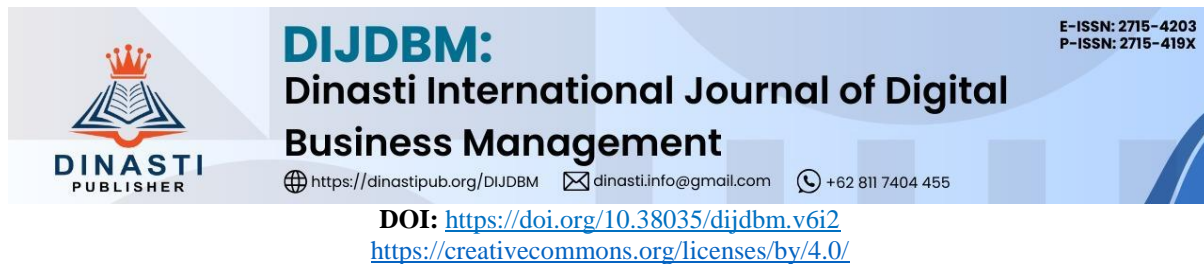 DIJDBM:
E-ISSN: 2715-4203
P-ISSN: 2715-419X
Dinasti International Journal of Digital
Business Management
DINASTI
PUBLISHER
https://dinastipub.org/DIJDBM dinasti.info@gmail.com +62 811 7404 455
DOI: https://doi.org/10.38035/dijdbm.v6i2
https://creativecommons.org/licenses/by/4.0/